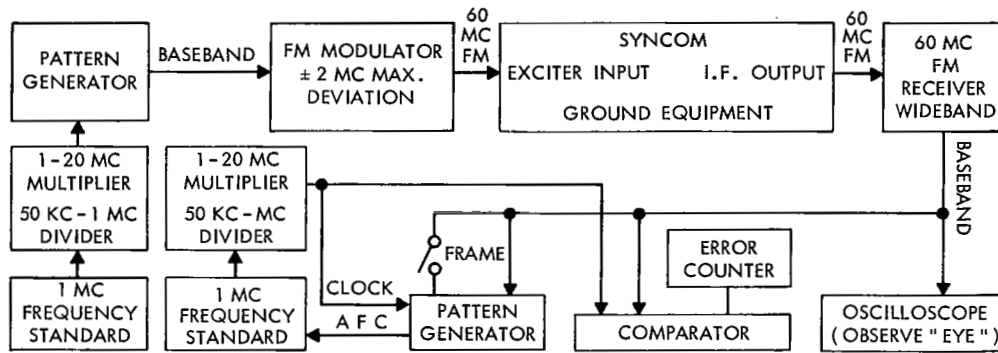 PATTERN
GENERATOR
BASEBAND
FM MODULATOR
± 2 MC MAX.
DEVIATION
60
MC
FM
SYNCOM
EXCITER INPUT I.F. OUTPUT
GROUND EQUIPMENT
60
MC
FM
60 MC
FM
RECEIVER
WIDEBAND
BASEBAND
1-20 MC
MULTIPLIER
50 KC-1 MC
DIVIDER
1-20 MC
MULTIPLIER
50 KC-MC
DIVIDER
FRAME
ERROR
COUNTER
1 MC
FREQUENCY
STANDARD
1 MC
FREQUENCY
STANDARD
CLOCK
A F C
PATTERN
GENERATOR
COMPARATOR
OSCILLOSCOPE
(OBSERVE "EYE")